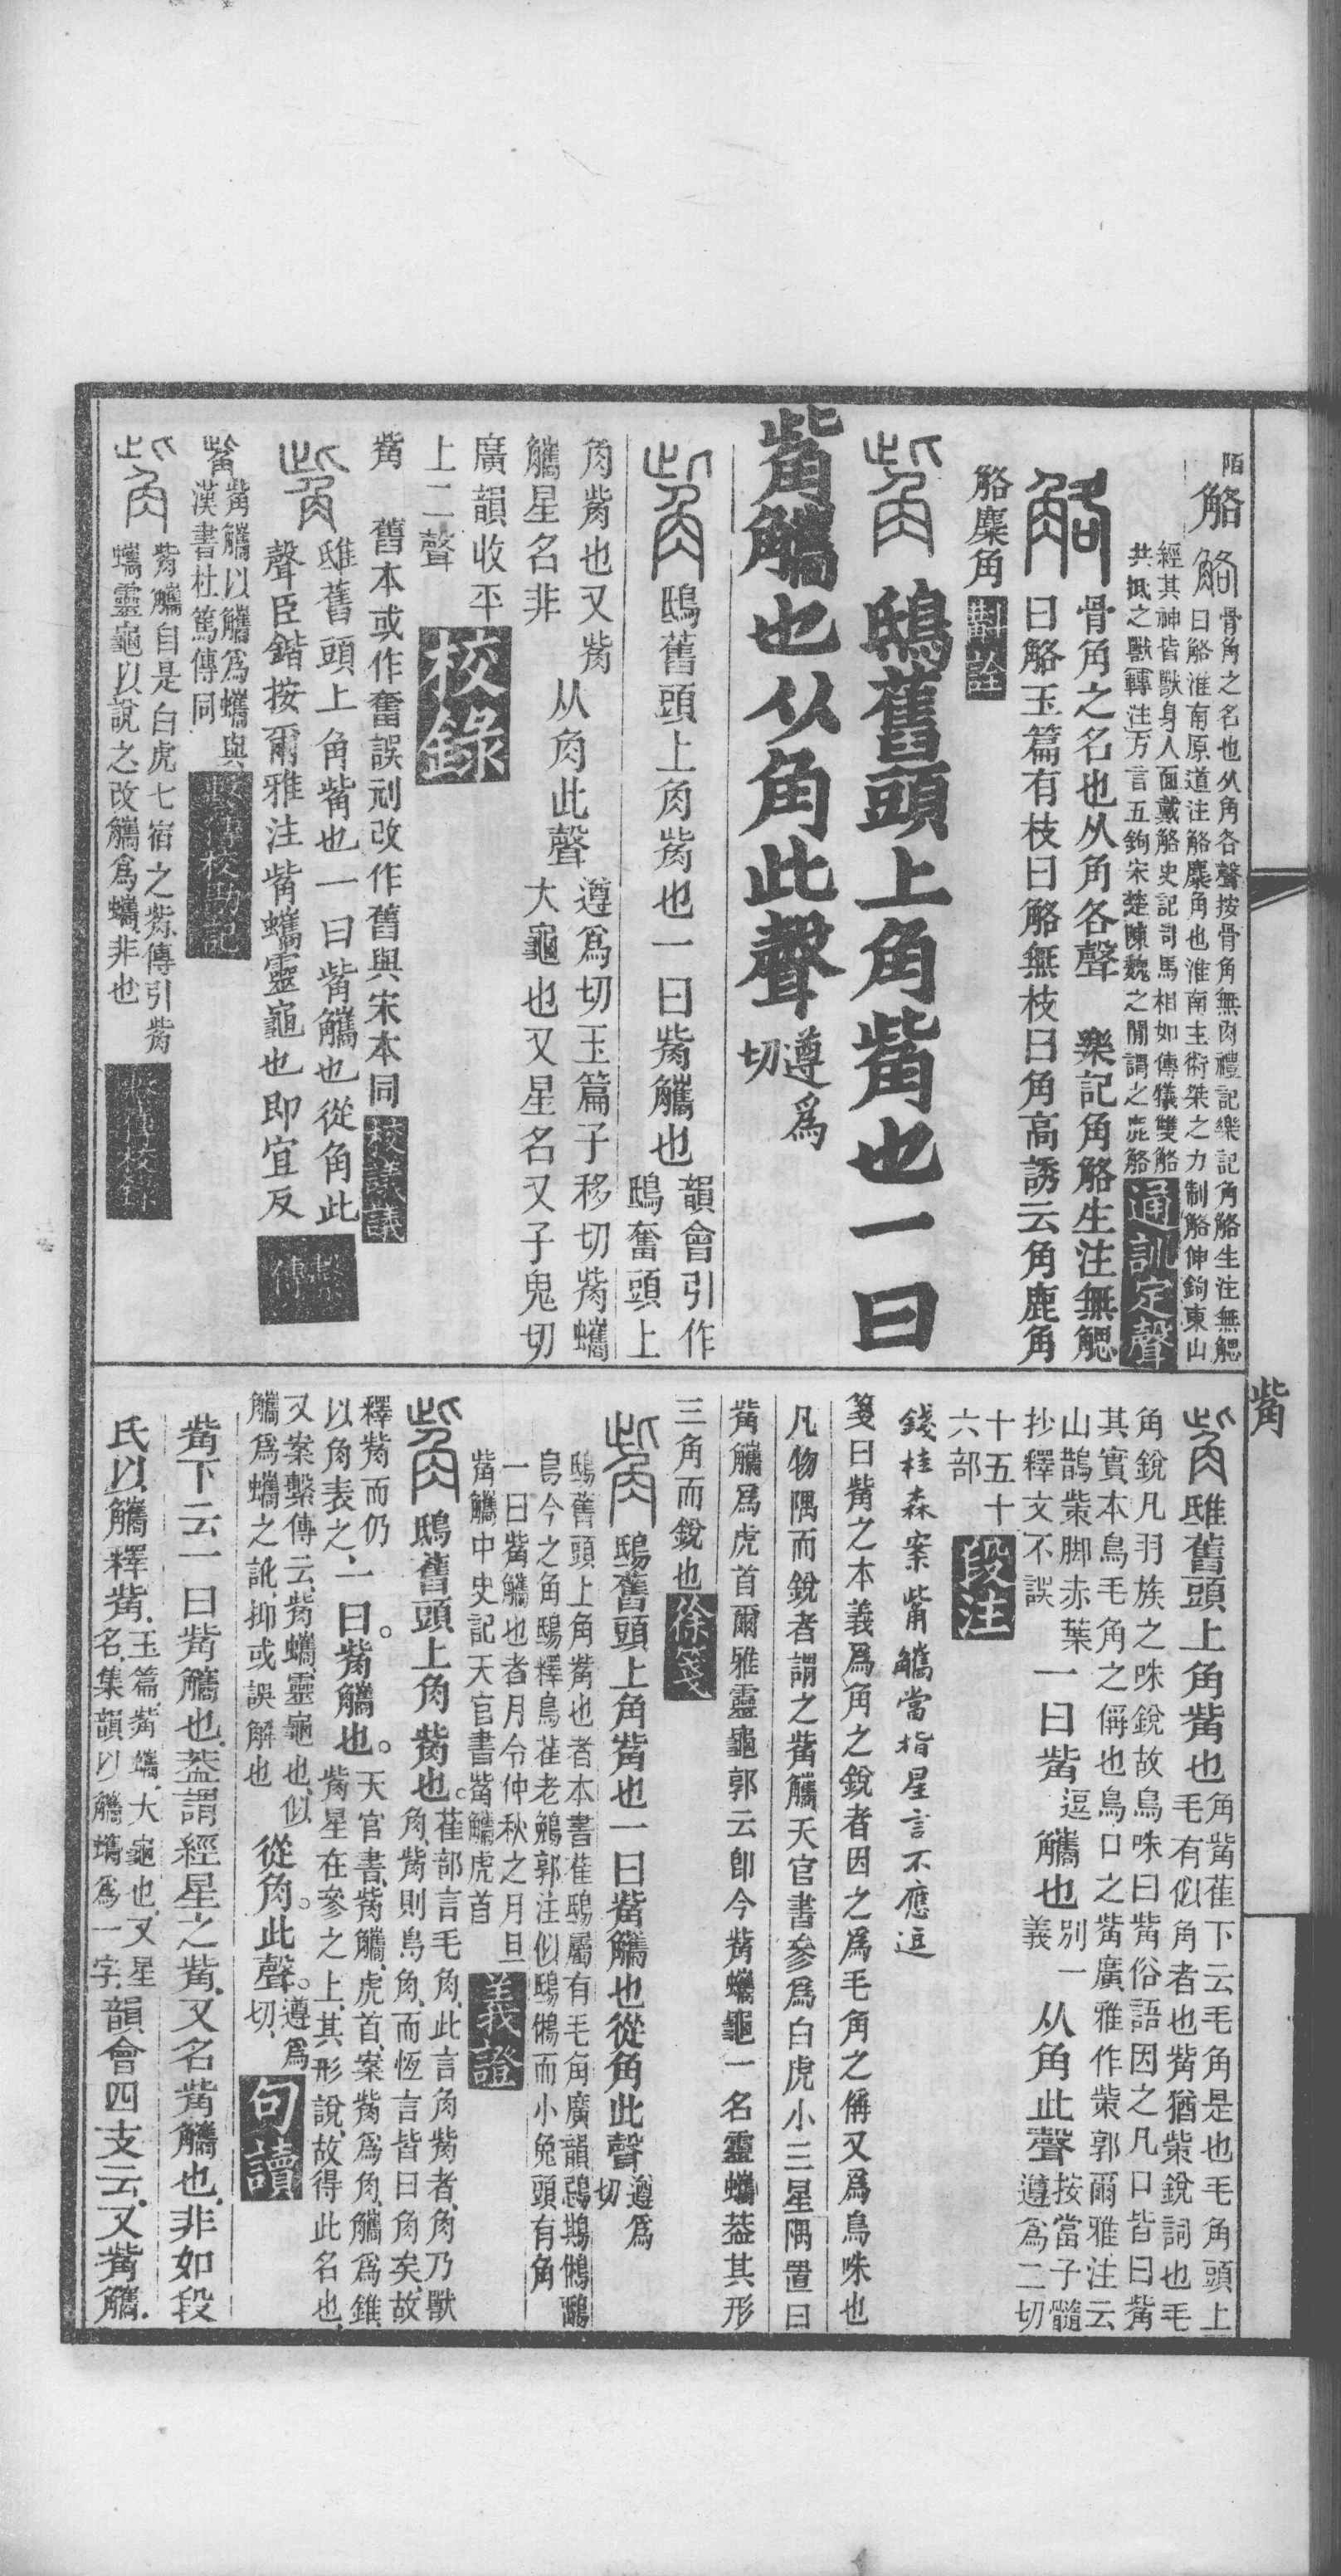 陌
觡
骨角之名也从角各聲按骨角無肉禮記樂記角觡生注無䚡
曰觡淮南原道注觡麋角也淮南主術桀之力制觡伸鉤東山
經其神皆獸身人面戴觡史記司馬相如傳犧雙觡
共抵之獸轉注方言五鉤宋楚陳魏之間謂之鹿觡
通訓定聲
骨角之名也从角各聲 樂記角觡生注無䚡
曰觡玉篇有枝曰觡無枝曰角高誘云角鹿角
觡麋角
斠詮
鴟舊頭上角觜也一曰
觜觿也从角此聲
遵爲
切
鴟舊頭上角觜也一曰觜觿也
韻會引作
鴟奮頭上
角觜也又觜
觿星名非
从角此聲
遵爲切玉篇子移切觜蠵
大龜也又星名又子鬼切
廣韻收平
上二聲
校錄
觜 舊本或作奮誤剜改作舊與宋本同
校議議
鴟舊頭上角觜也一曰觜觿也從角此
聲臣鍇按爾雅注觜蠵靈龜也即宜反
繫
傳
觜觿以觿爲蠵與
漢書杜篤傳同
繫傳校勘記
觜觿自是白虎七宿之觜傳引觜
蠵靈龜以說之改觿爲蠵非也
繫傳校錄
觜
鴟舊頭上角觜也
角觜萑下云毛角是也毛角頭上
毛有似角者也觜猶㭰銳詞也毛
角銳凡羽族之咮銳故鳥咮曰觜俗語因之凡口皆曰觜
其實本鳥毛角之偁也鳥口之觜廣雅作㭰郭爾雅注云
山鵲㭰脚赤葉
抄釋文不誤
一曰觜
逗
觿也
別一
義
从角此聲
按當子髓
遵爲二切
十五十
六部
段注
錢桂森案觜觿當指星言不應逗
箋曰觜之本義爲角之銳者因之爲毛角之偁又爲鳥咮也
凡物隅而銳者謂之觜觿天官書參爲白虎小三星隅置曰
觜觿爲虎首爾雅靈龜郭云卽今觜蠵龜一名靈蠵葢其形
三角而銳也
徐箋
鴟舊頭上角觜也一曰觜觿也從角此聲
遵爲
切
鴟舊頭上角觜也者本書萑鴟屬有毛角廣韻鵄鵋鵂鶹
鳥今之角鴟釋鳥萑老鵵郭注似鴟鵂而小兔頭有角
一曰觜觿也者月令仲秋之月旦
觜觿中史記天官書觜觿虎首
義證
鴟舊頭上角觜也。
萑部言毛角、此言角觜者、角乃獸
角、觜則鳥角、而恆言皆曰角矣、故
釋觜而仍
以角表之、
一曰。觜觿也。
天官書、觜觿、虎首、案觜爲角、觿爲錐、
觜星在參之上、其形說、故得此名也、
又案繫傳云、觜蠵、靈龜也、似
觿爲蠵之訛、抑或誤解也
從角。此聲。
遵爲
切、
句讀
觜下云一曰觜觿也、葢謂經星之觜、又名觜觿也、非如段
氏以觿釋觜、
玉篇、觜蠵、大龜也、又星
名、集韻以觿蠵爲一字、
韻會四支云、又觜觿、